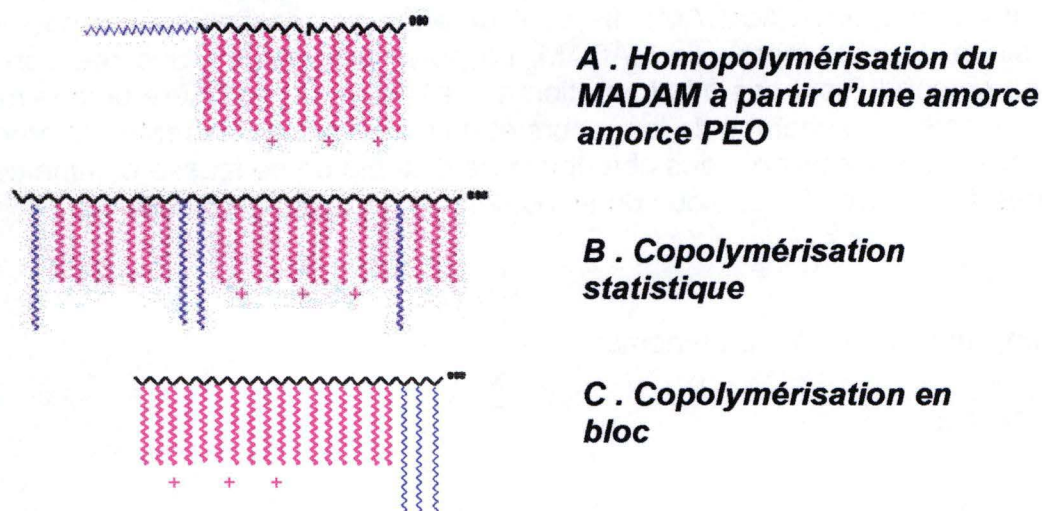 A . Homopolymérisation du
MADAM à partir d'une amorce
amorce PEO
+ + +
B . Copolymérisation
statistique
+ + +
C . Copolymérisation en
bloc
+ + +